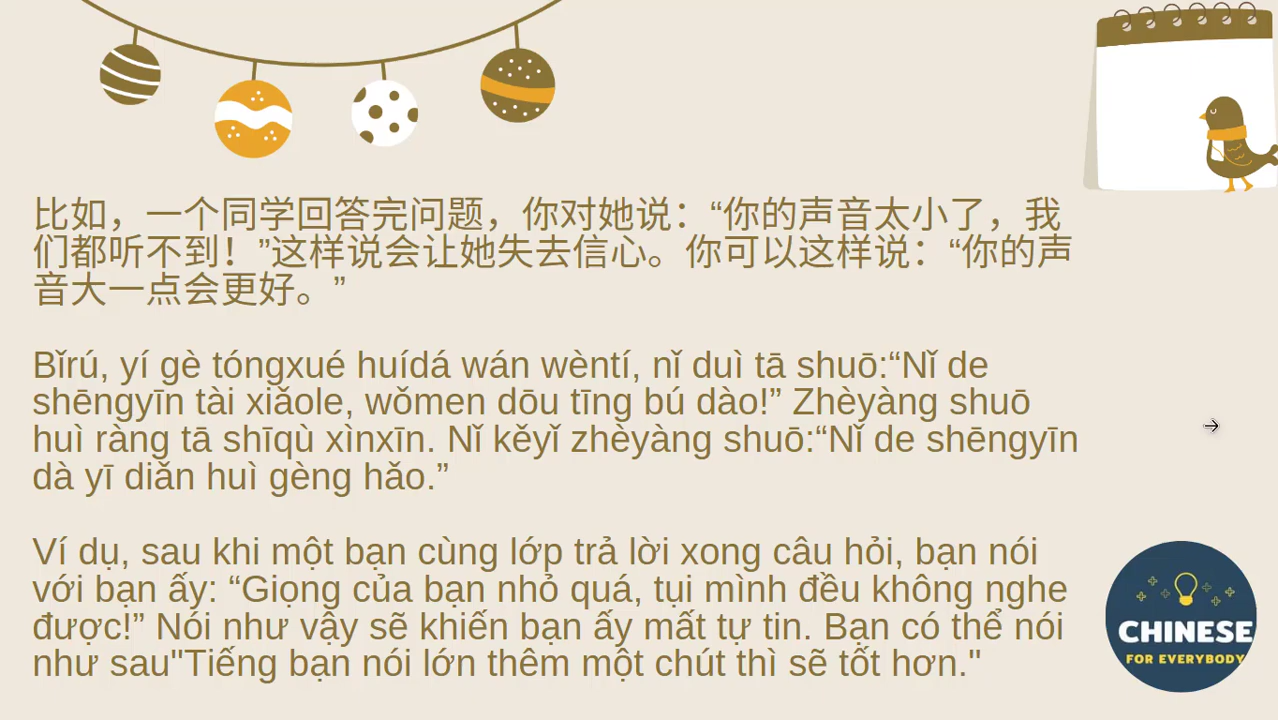 比如，一个同学回答完问题，你对她说：“你的声音太小了，我
们都听不到！”这样说会让她失去信心。你可以这样说：“你的声
音大一点会更好。”
Bǐrú, yí gè tóngxué huídá wán wèntí, nǐ duì tā shuō:“Nǐ de
shēngyīn tài xiǎole, wǒmen dōu tīng bú dào!” Zhèyàng shuō
huì ràng tā shīqù xìnxīn. Nǐ kěyǐ zhèyàng shuō:“Nǐ de shēngyīn
dà yī diǎn huì gèng hǎo.”
Ví dụ, sau khi một bạn cùng lớp trả lời xong câu hỏi, bạn nói
với bạn ấy: “Giọng của bạn nhỏ quá, tụi mình đều không nghe
được!” Nói như vậy sẽ khiến bạn ấy mất tự tin. Bạn có thể nói
như sau"Tiếng bạn nói lớn thêm một chút thì sẽ tốt hơn."
CHINESE
FOR EVERYBODY